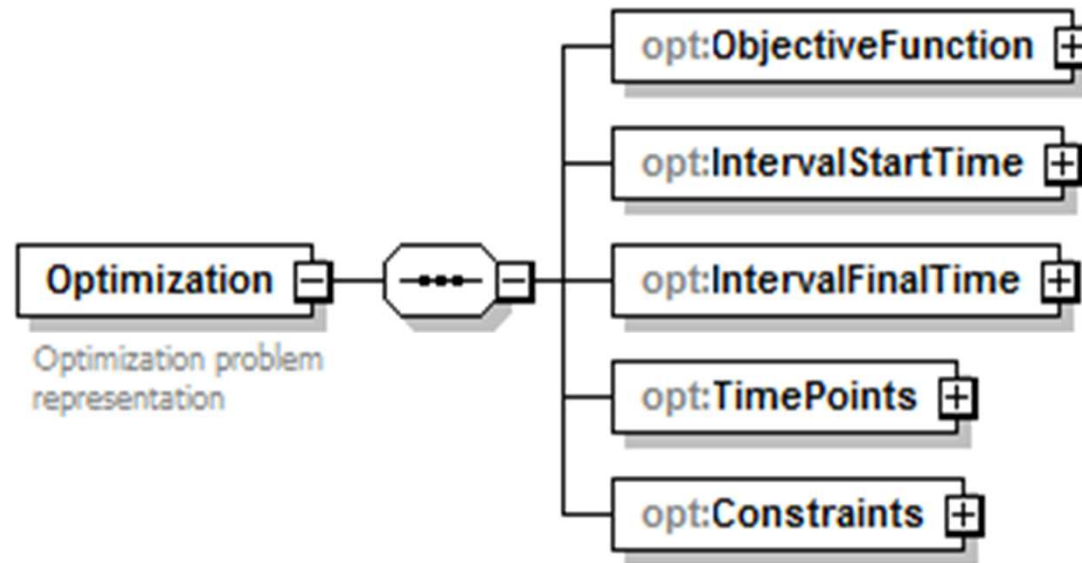 opt:ObjectiveFunction
opt:IntervalStartTime
Optimization
opt:IntervalFinalTime
Optimization problem
representation
opt:TimePoints
opt:Constraints